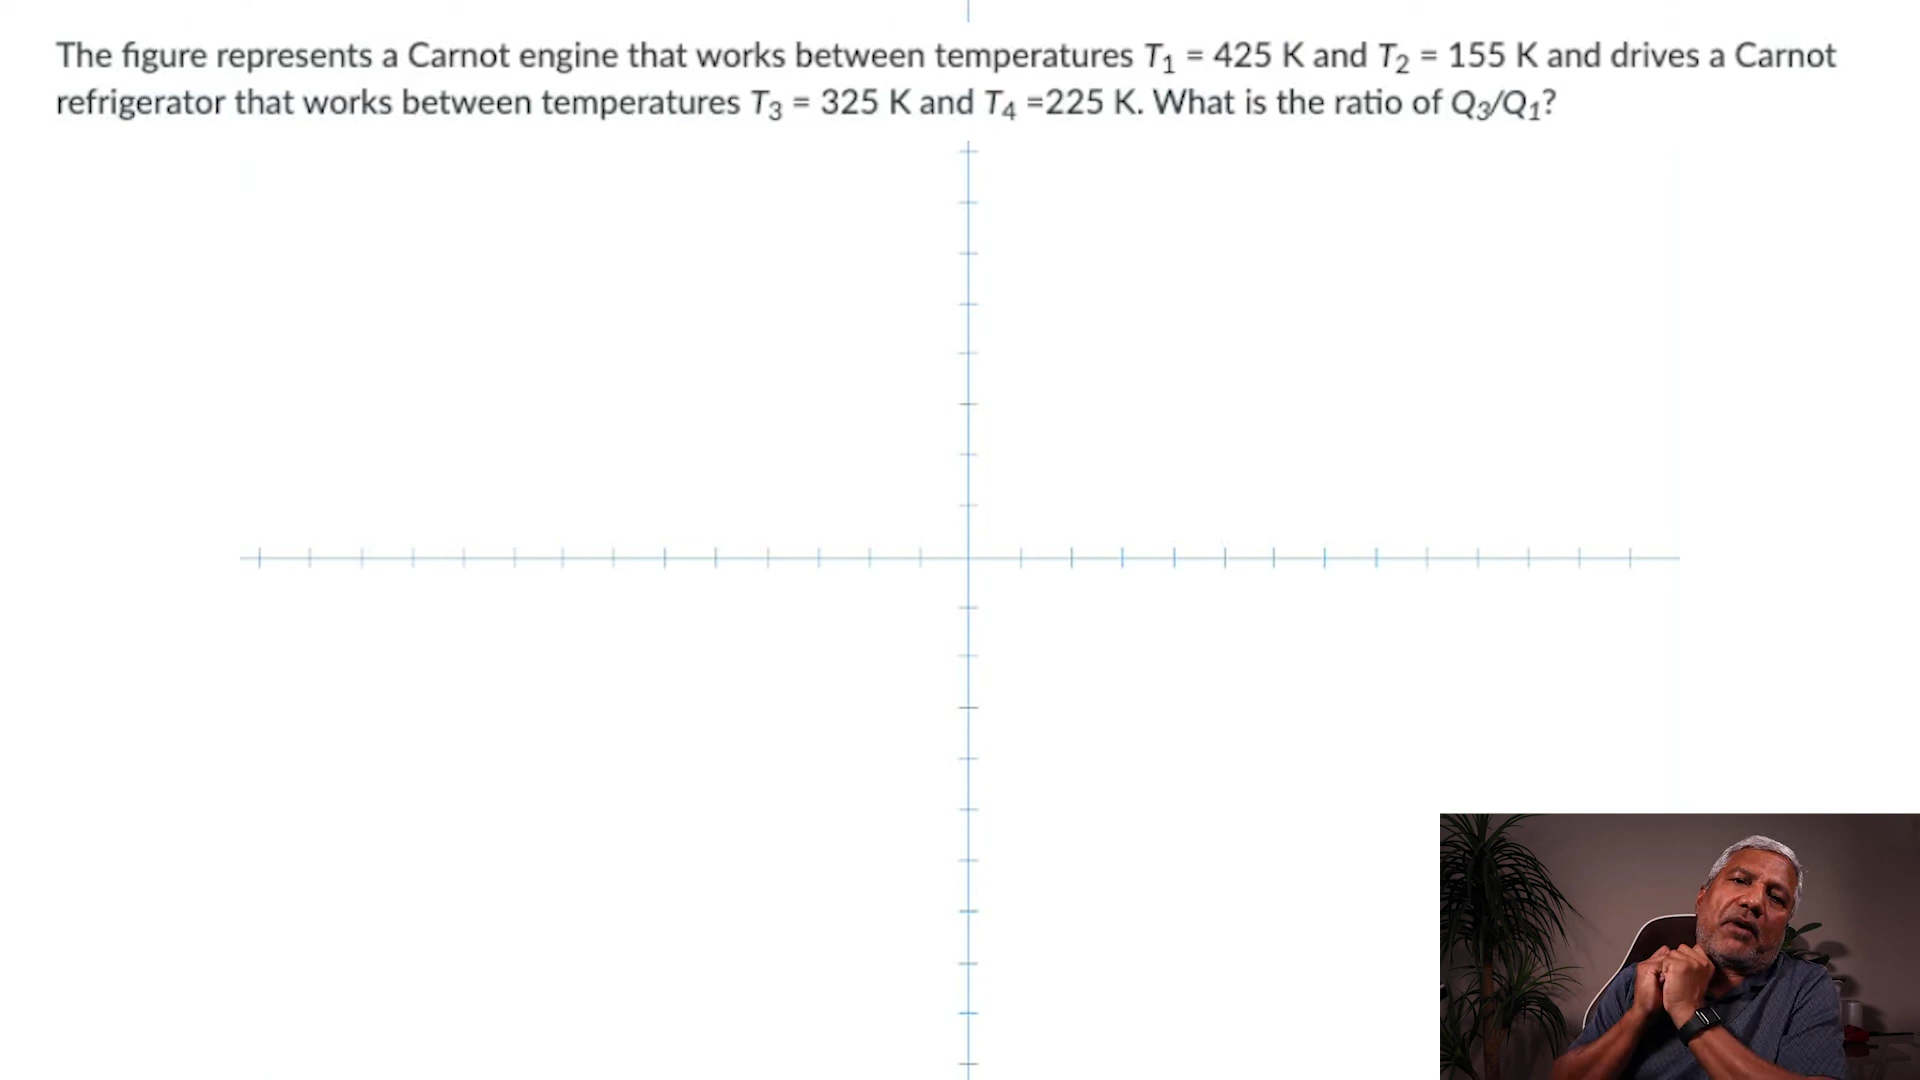 The figure represents a Carnot engine that works between temperatures T₁ = 425 K and T₂ = 155 K and drives a Carnot
refrigerator that works between temperatures T₃ = 325 K and T₄ =225 K. What is the ratio of Q₃/Q₁?